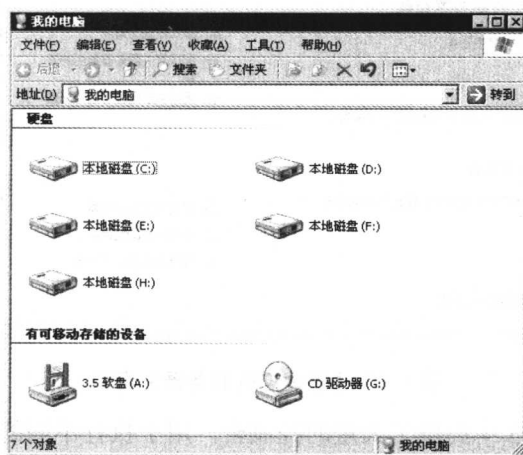 我的电脑
文件(F) 编辑(E) 查看(V) 收藏(A) 工具(T) 帮助(H)
后退 搜索 文件夹
地址(D) 我的电脑 转到
硬盘
本地磁盘 (C:) 本地磁盘 (D:)
本地磁盘 (E:) 本地磁盘 (F:)
本地磁盘 (H:)
有可移动存储的设备
3.5 软盘 (A:) CD 驱动器 (G:)
7 个对象 我的电脑